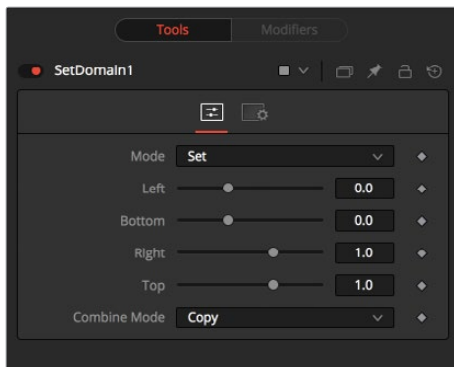 Tools Modifiers
SetDomain1
Mode Set
Left 0.0
Bottom 0.0
Right 1.0
Top 1.0
Combine Mode Copy